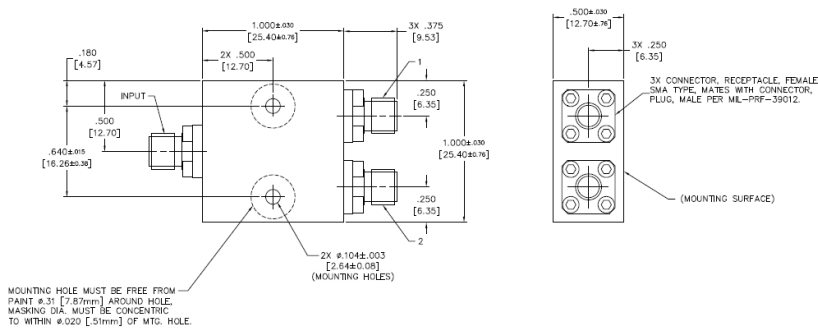 1.000±.030
[25.40±0.76]
3X .375
[9.53]
2X .500
[12.70]
.180
[4.57]
INPUT
.500
[12.70]
.640±.015
[16.26±0.38]
1
.250
[6.35]
1.000±.030
[25.40±0.76]
.250
[6.35]
2
2X ø.104±.003
[2.64±0.08]
(MOUNTING HOLES)
MOUNTING HOLE MUST BE FREE FROM
PAINT ø.31 [7.87mm] AROUND HOLE,
MASKING DIA. MUST BE CONCENTRIC
TO WITHIN ø.020 [.51mm] OF MTG. HOLE.
.500±.030
[12.70±.76]
3X .250
[6.35]
3X CONNECTOR, RECEPTACLE, FEMALE
SMA TYPE, MATES WITH CONNECTOR,
PLUG, MALE PER MIL-PRF-39012.
(MOUNTING SURFACE)